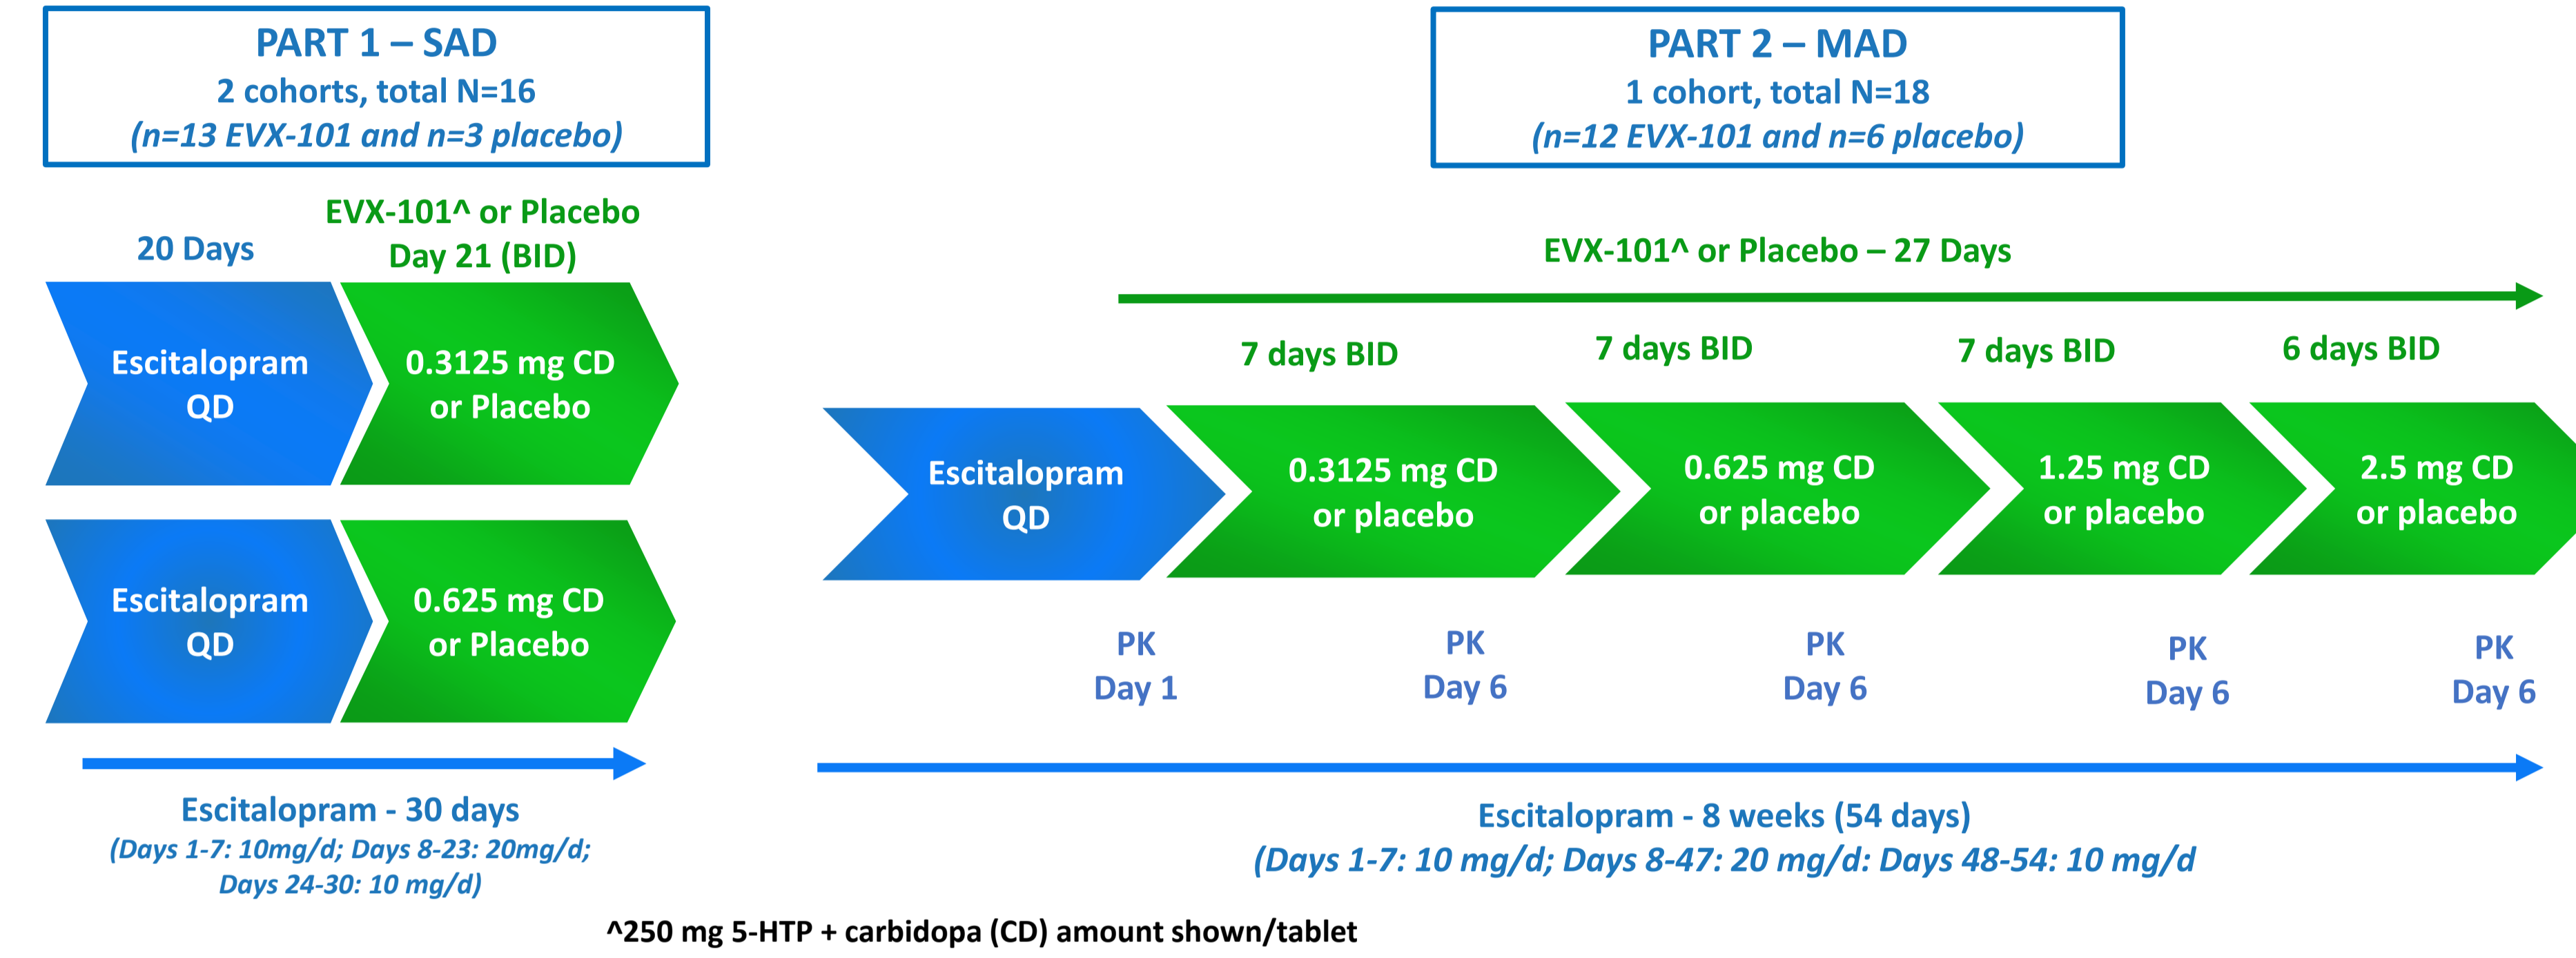 PART 1 – SAD
2 cohorts, total N=16
(n=13 EVX-101 and n=3 placebo)
EVX-101^ or Placebo
20 Days
Day 21 (BID)
Escitalopram
QD
0.3125 mg CD
or Placebo
Escitalopram
QD
0.625 mg CD
or Placebo
Escitalopram - 30 days
(Days 1-7: 10mg/d; Days 8-23: 20mg/d;
Days 24-30: 10 mg/d)
PART 2 – MAD
1 cohort, total N=18
(n=12 EVX-101 and n=6 placebo)
EVX-101^ or Placebo – 27 Days
7 days BID
7 days BID
7 days BID
6 days BID
Escitalopram
QD
0.3125 mg CD
or placebo
0.625 mg CD
or placebo
1.25 mg CD
or placebo
2.5 mg CD
or placebo
PK
Day 1
PK
Day 6
PK
Day 6
PK
Day 6
PK
Day 6
Escitalopram - 8 weeks (54 days)
(Days 1-7: 10 mg/d; Days 8-47: 20 mg/d: Days 48-54: 10 mg/d
^250 mg 5-HTP + carbidopa (CD) amount shown/tablet